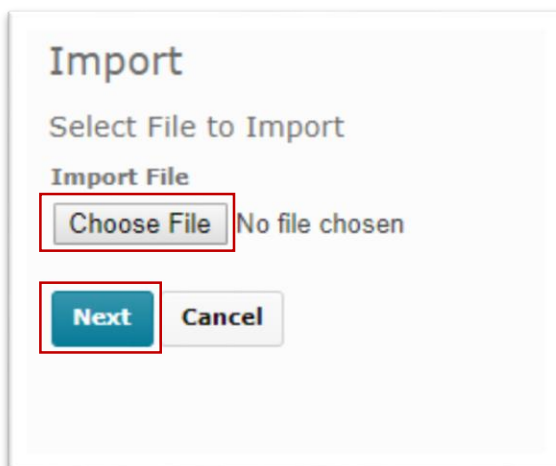 Import
Select File to Import
Import File
Choose File No file chosen
Next Cancel